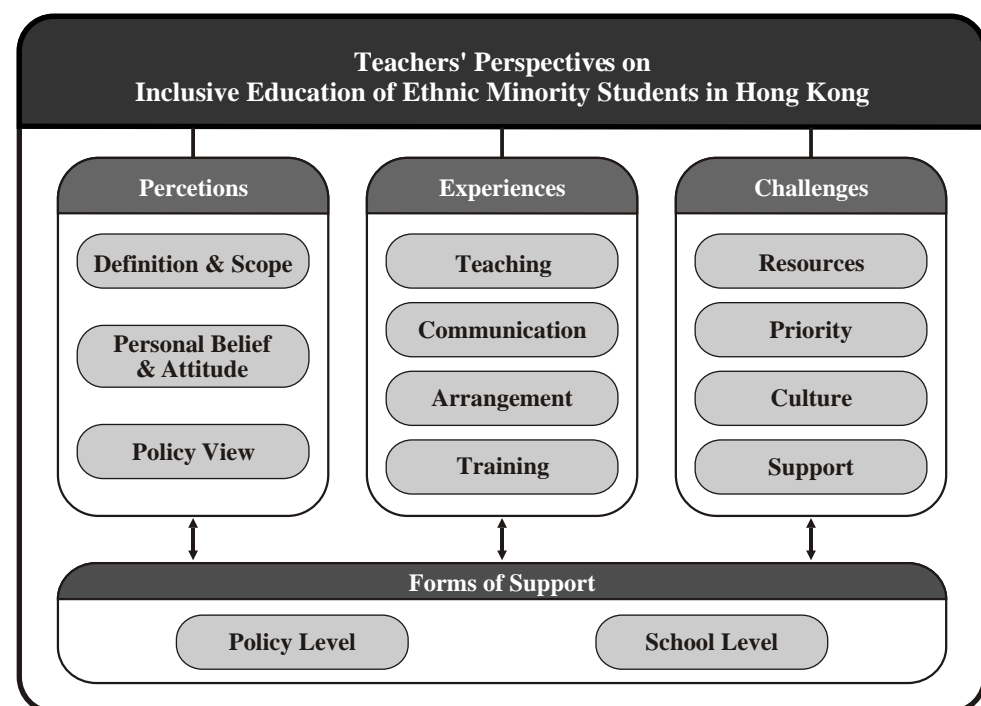 Teachers' Perspectives on
Inclusive Education of Ethnic Minority Students in Hong Kong
Percetions
Definition & Scope
Personal Belief
& Attitude
Policy View
Experiences
Teaching
Communication
Arrangement
Training
Challenges
Resources
Priority
Culture
Support
Forms of Support
Policy Level
School Level